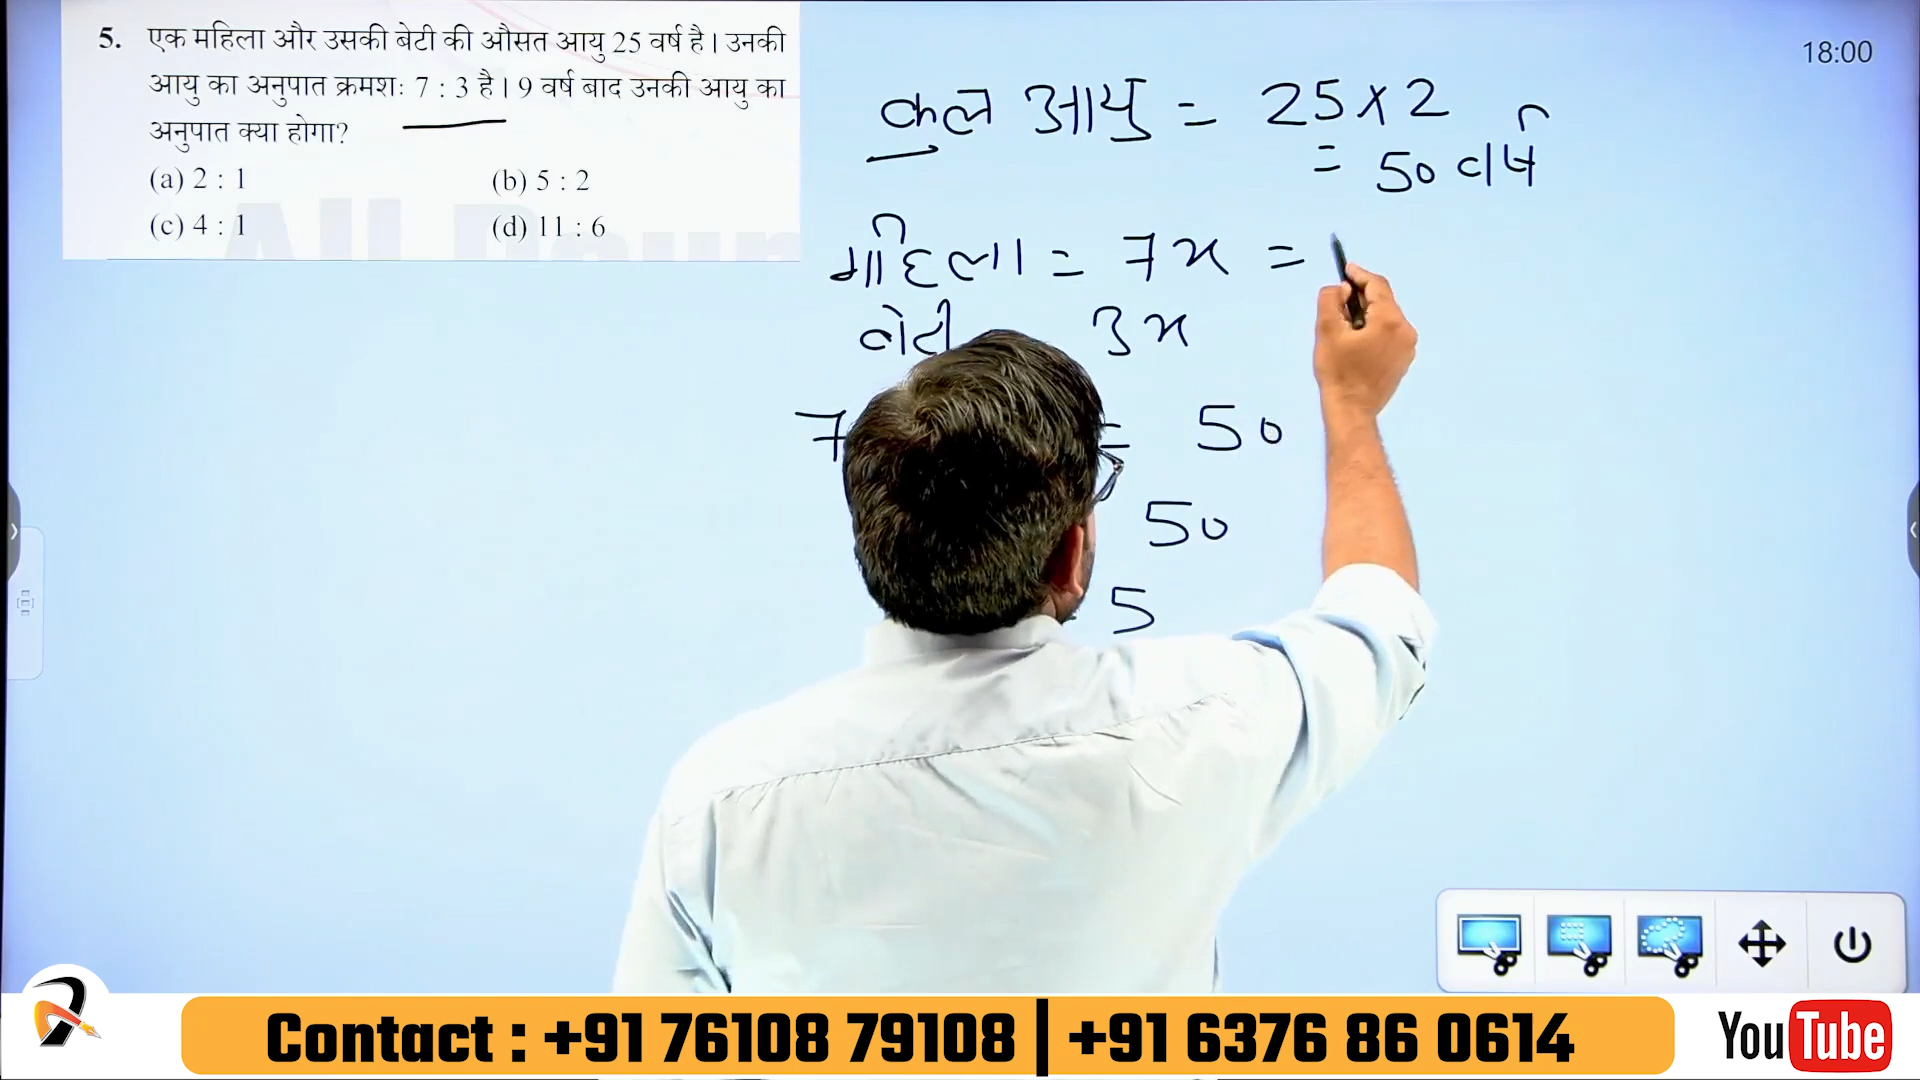 5. एक महिला और उसकी बेटी की औसत आयु 25 वर्ष है। उनकी
आयु का अनुपात क्रमशः 7 : 3 है। 9 वर्ष बाद उनकी आयु का
अनुपात क्या होगा?
(a) 2 : 1 (b) 5 : 2
(c) 4 : 1 (d) 11 : 6
18:00
कुल आयु = 25 x 2
= 50 वर्ष
महिला = 7x =
बेटी 3x
7 = 50
50
5
Contact : +91 76108 79108 | +91 6376 86 0614
YouTube